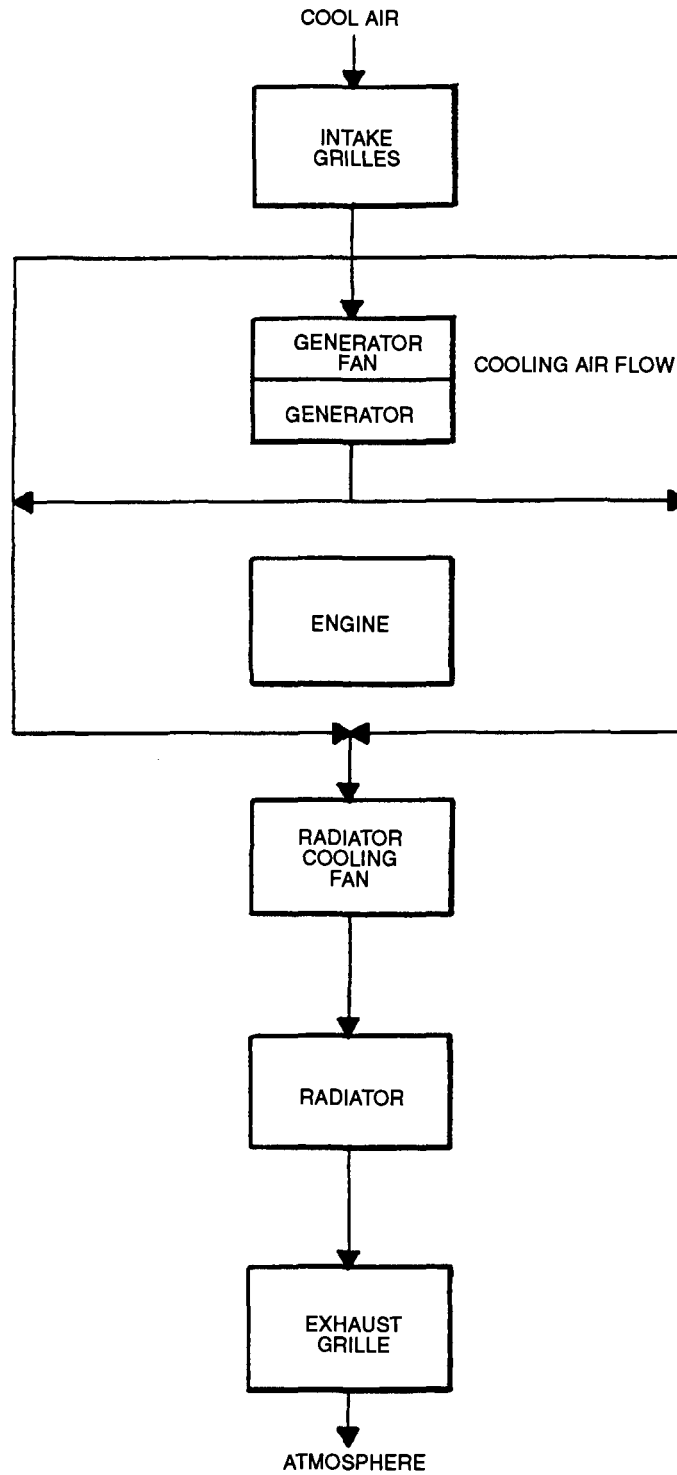 COOL AIR
INTAKE
GRILLES
GENERATOR
FAN
COOLING AIR FLOW
GENERATOR
ENGINE
RADIATOR
COOLING
FAN
RADIATOR
EXHAUST
GRILLE
ATMOSPHERE